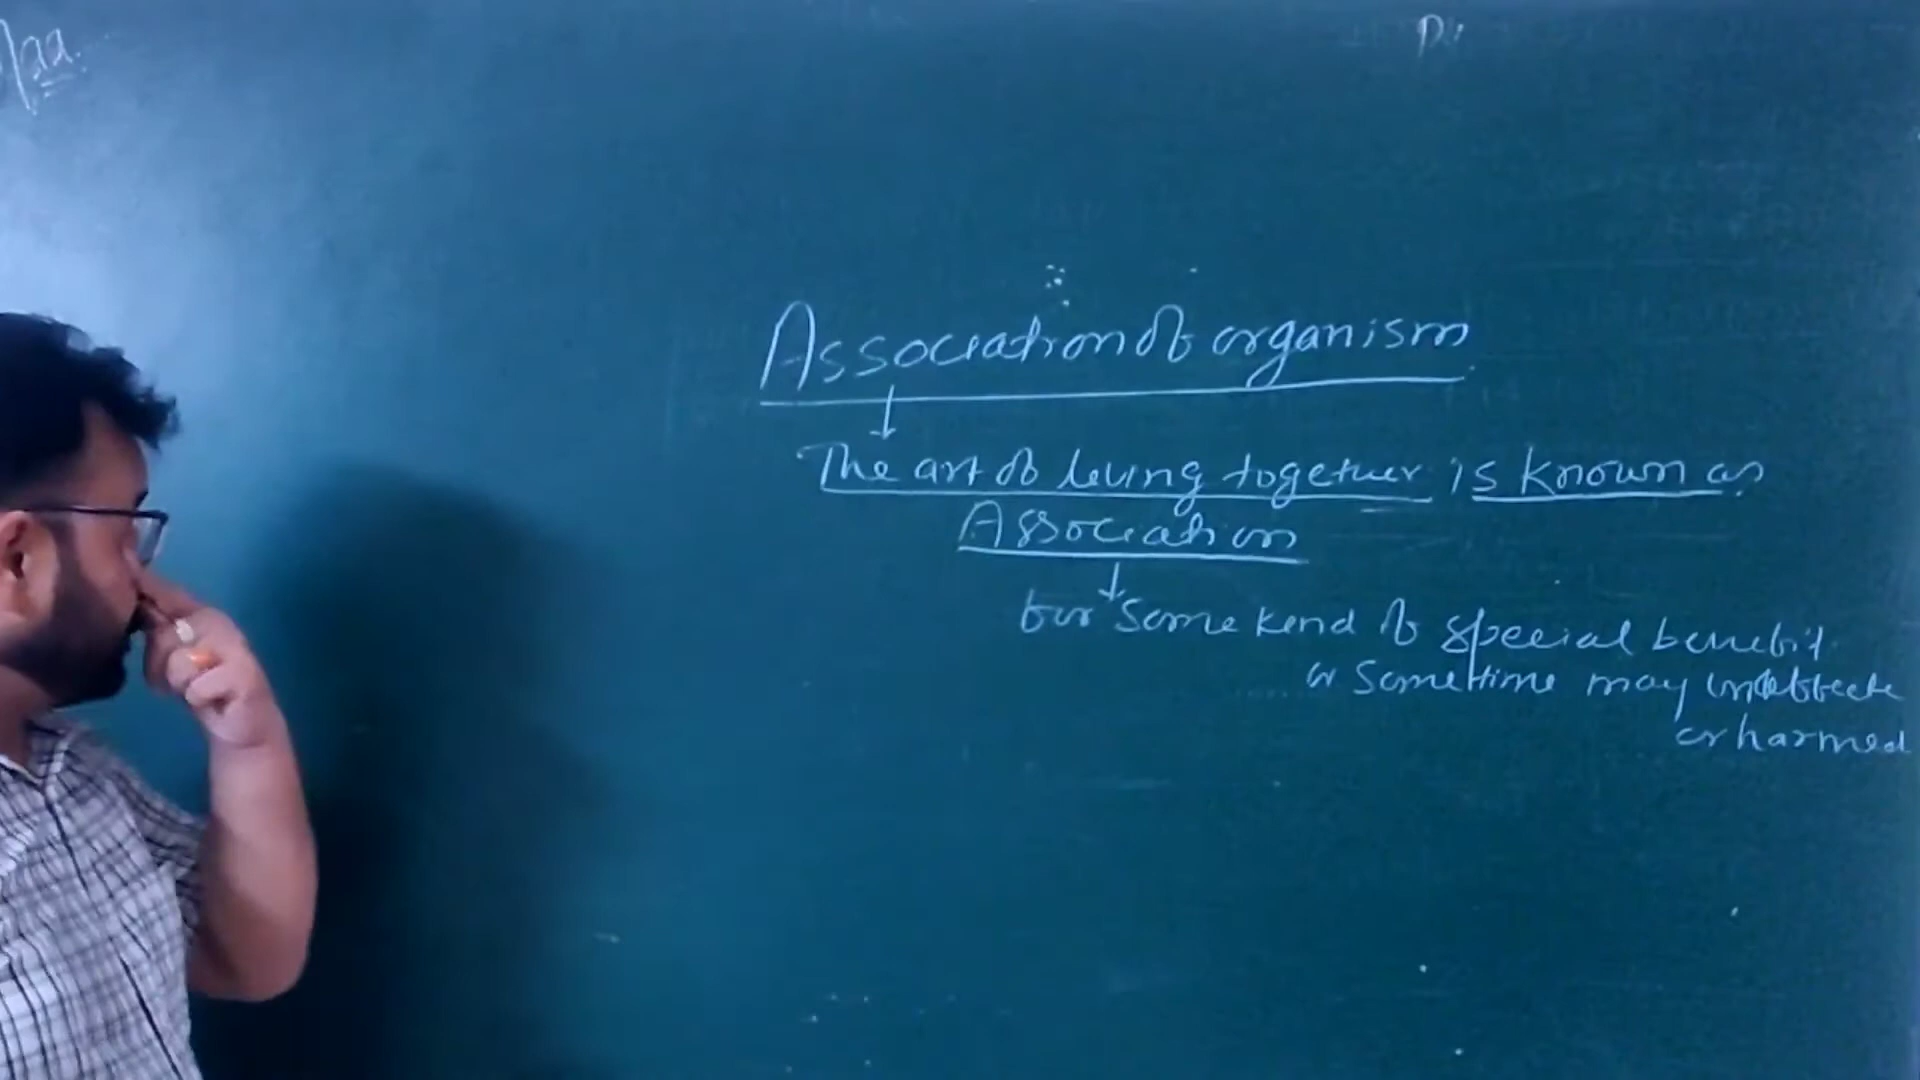 Maa
Association of organism
The art of living together is known as
Association
for some kind of special benefit
or Sometime may
or harmed